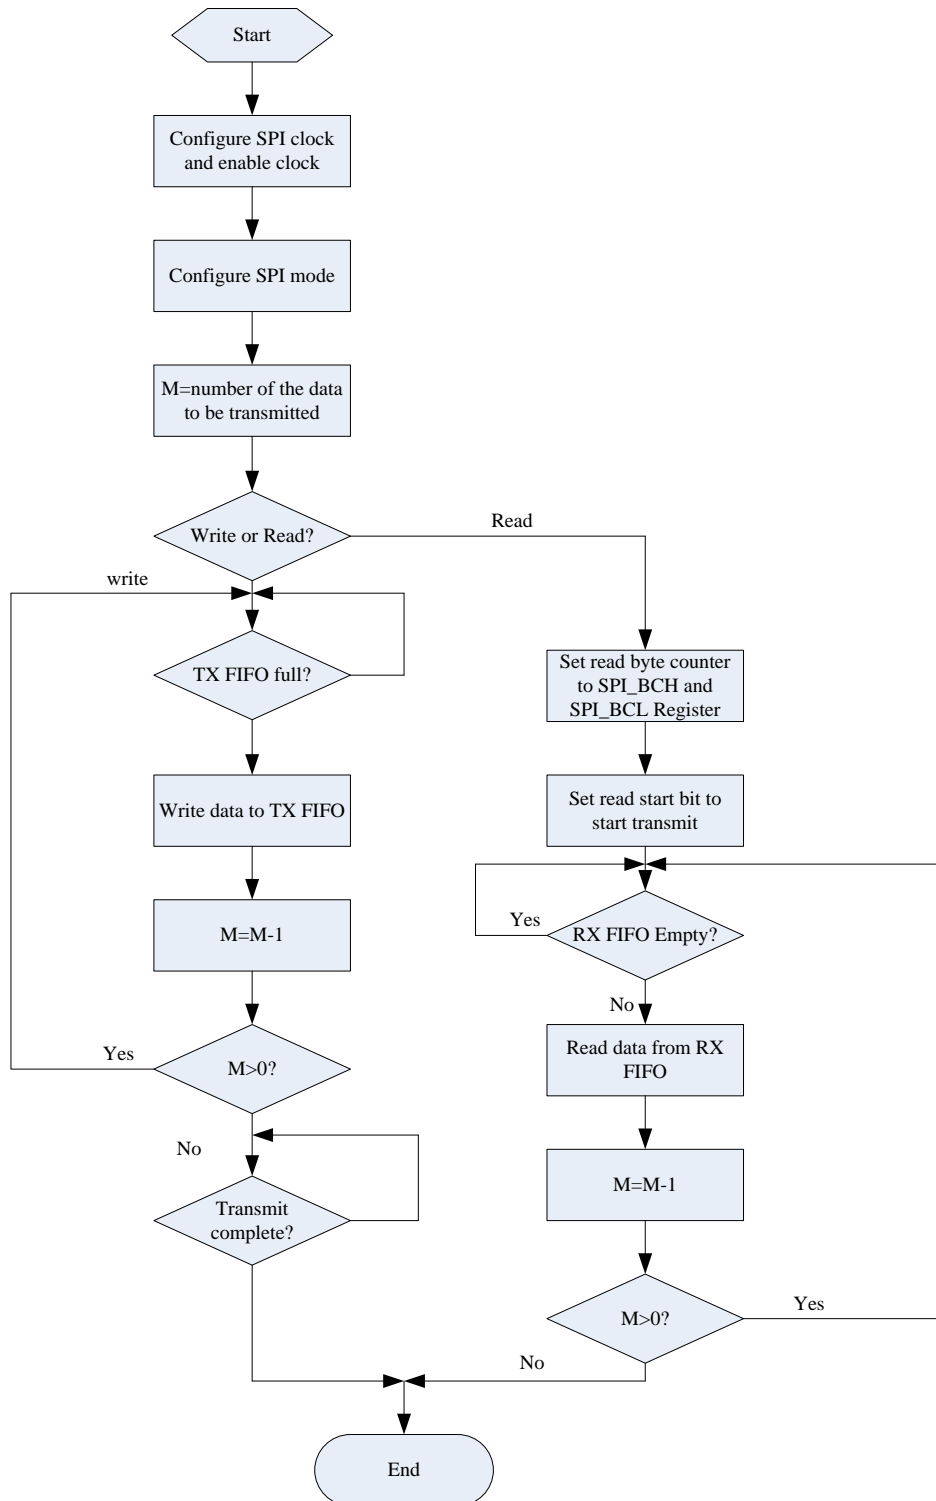 Start
Configure SPI clock
and enable clock
Configure SPI mode
M=number of the data
to be transmitted
Write or Read?
Read
write
TX FIFO full?
Set read byte counter
to SPI_BCH and
SPI_BCL Register
Write data to TX FIFO
Set read start bit to
start transmit
M=M-1
Yes
RX FIFO Empty?
No
Yes
M>0?
Read data from RX
FIFO
No
M=M-1
Transmit
complete?
M>0?
Yes
No
End